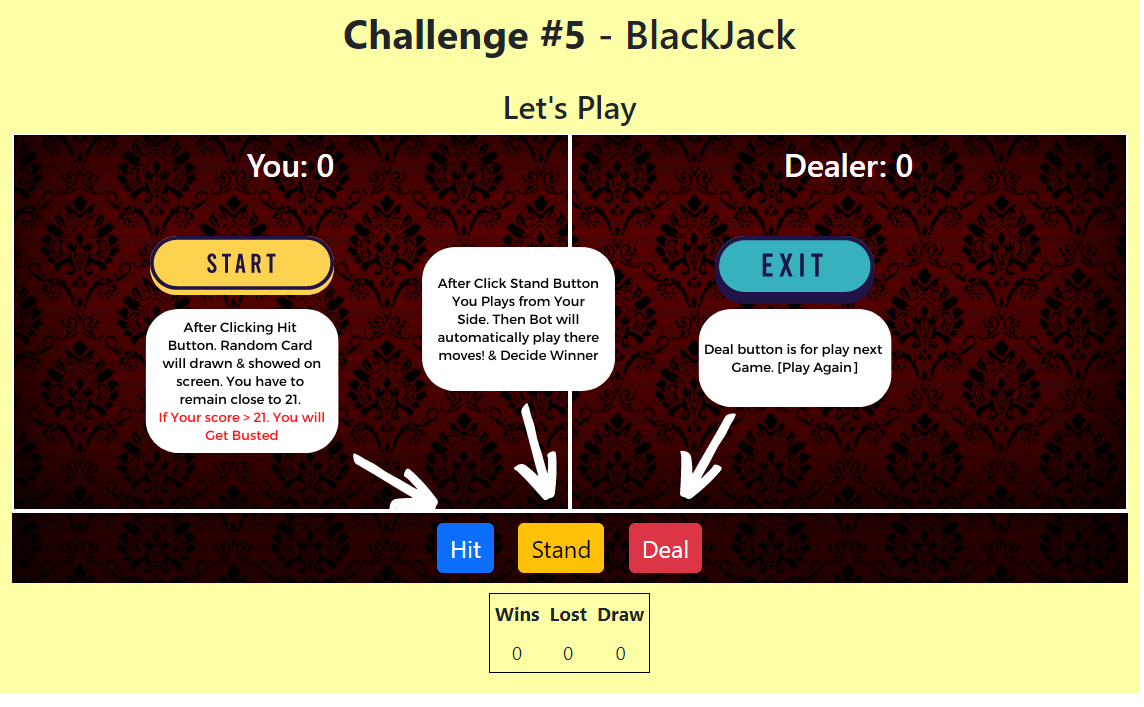 Challenge #5 - BlackJack
Let's Play
You: 0
Dealer: 0
START
After Clicking Hit
Button. Random Card
will drawn & showed on
screen. You have to
remain close to 21.
If Your score > 21. You will
Get Busted
After Click Stand Button
You Plays from Your
Side. Then Bot will
automatically play there
moves! & Decide Winner
EXIT
Deal button is for play next
Game. [Play Again]
Hit Stand Deal
Wins Lost Draw
0 0 0